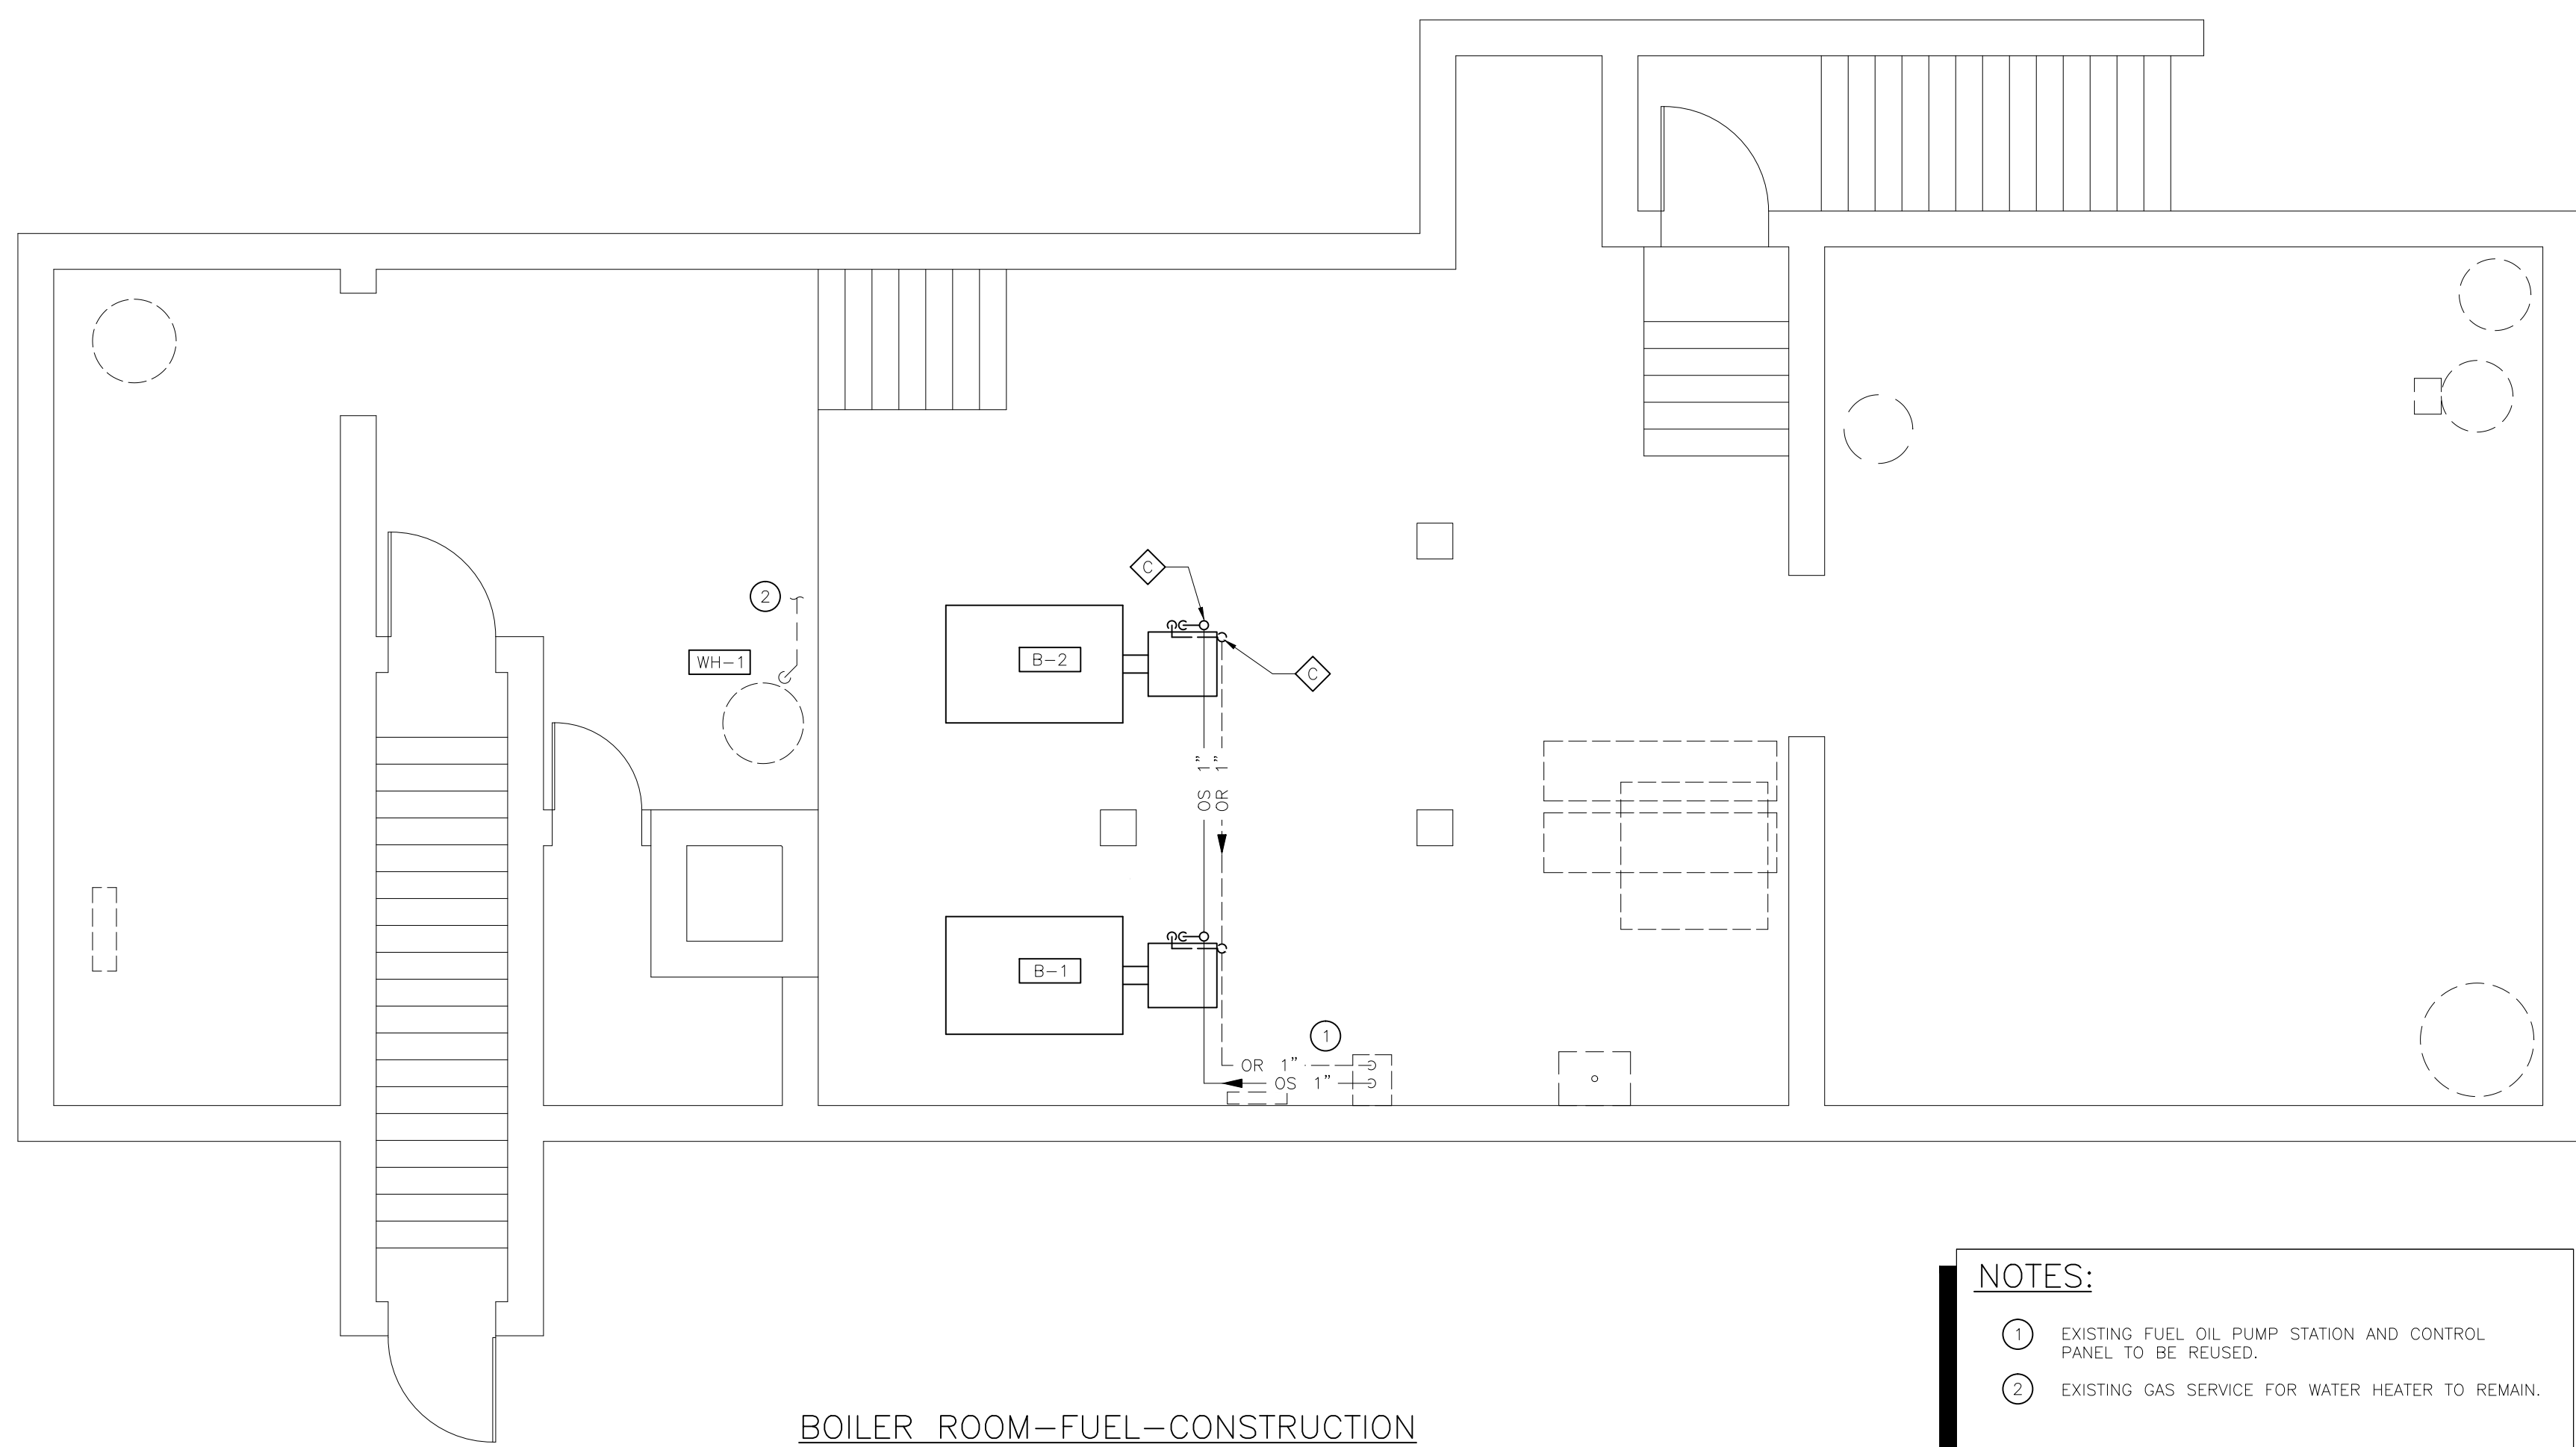 C
2
WH-1
B-2
C
OS 1"
OR 1"
B-1
1
OR 1"
OS 1"
NOTES:
1 EXISTING FUEL OIL PUMP STATION AND CONTROL
PANEL TO BE REUSED.
2 EXISTING GAS SERVICE FOR WATER HEATER TO REMAIN.
BOILER ROOM-FUEL-CONSTRUCTION